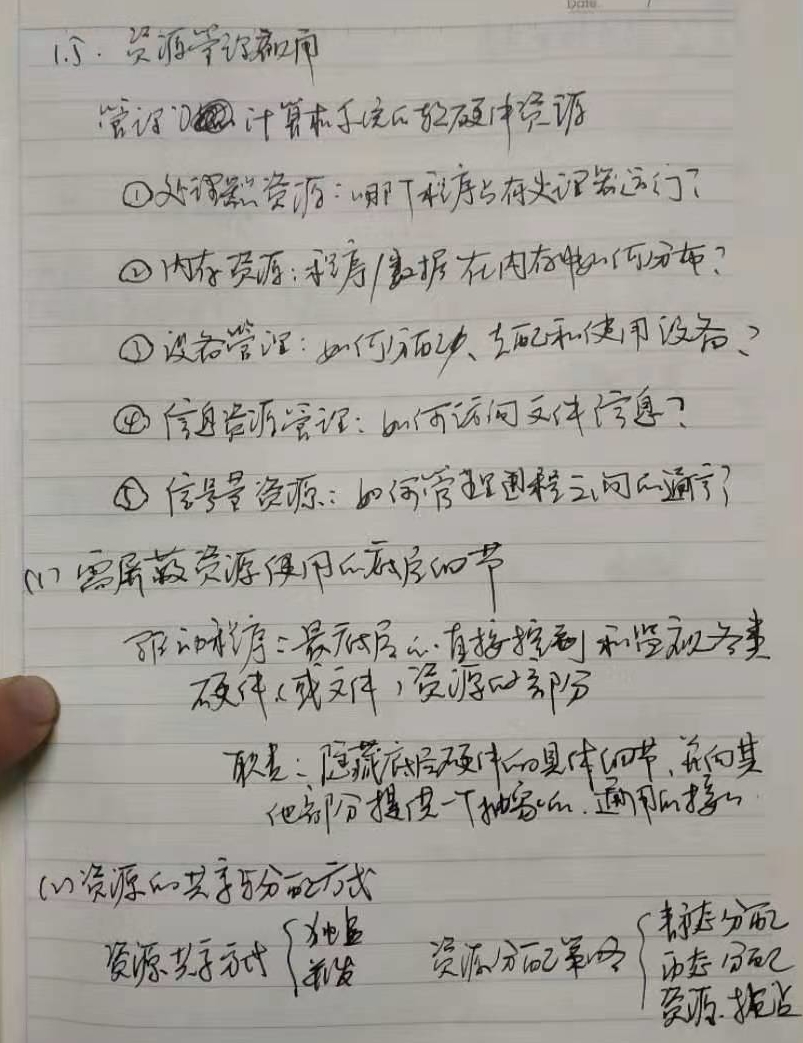 Date
1.5. 资源管理和应用
管理计算机系统的软硬件资源
①处理器资源:哪个程序占有处理器运行?
②内存资源:程序/数据在内存中如何分布?
③设备管理:如何分配、去配和使用设备?
④信息资源管理:如何访问文件信息?
⑤信号量资源:如何管理进程之间的通信?
(1)需屏蔽资源使用的底层细节
驱动程序:最底层的.直接控制和监视各类
硬件(或文件)资源的部分
职责:隐藏底层硬件的具体细节,并向其
他部分提供一个抽象的.通用的接口
(2)资源的共享与分配方式
资源共享方式{独占 并发 资源分配策略{静态分配 动态分配 资源抢占